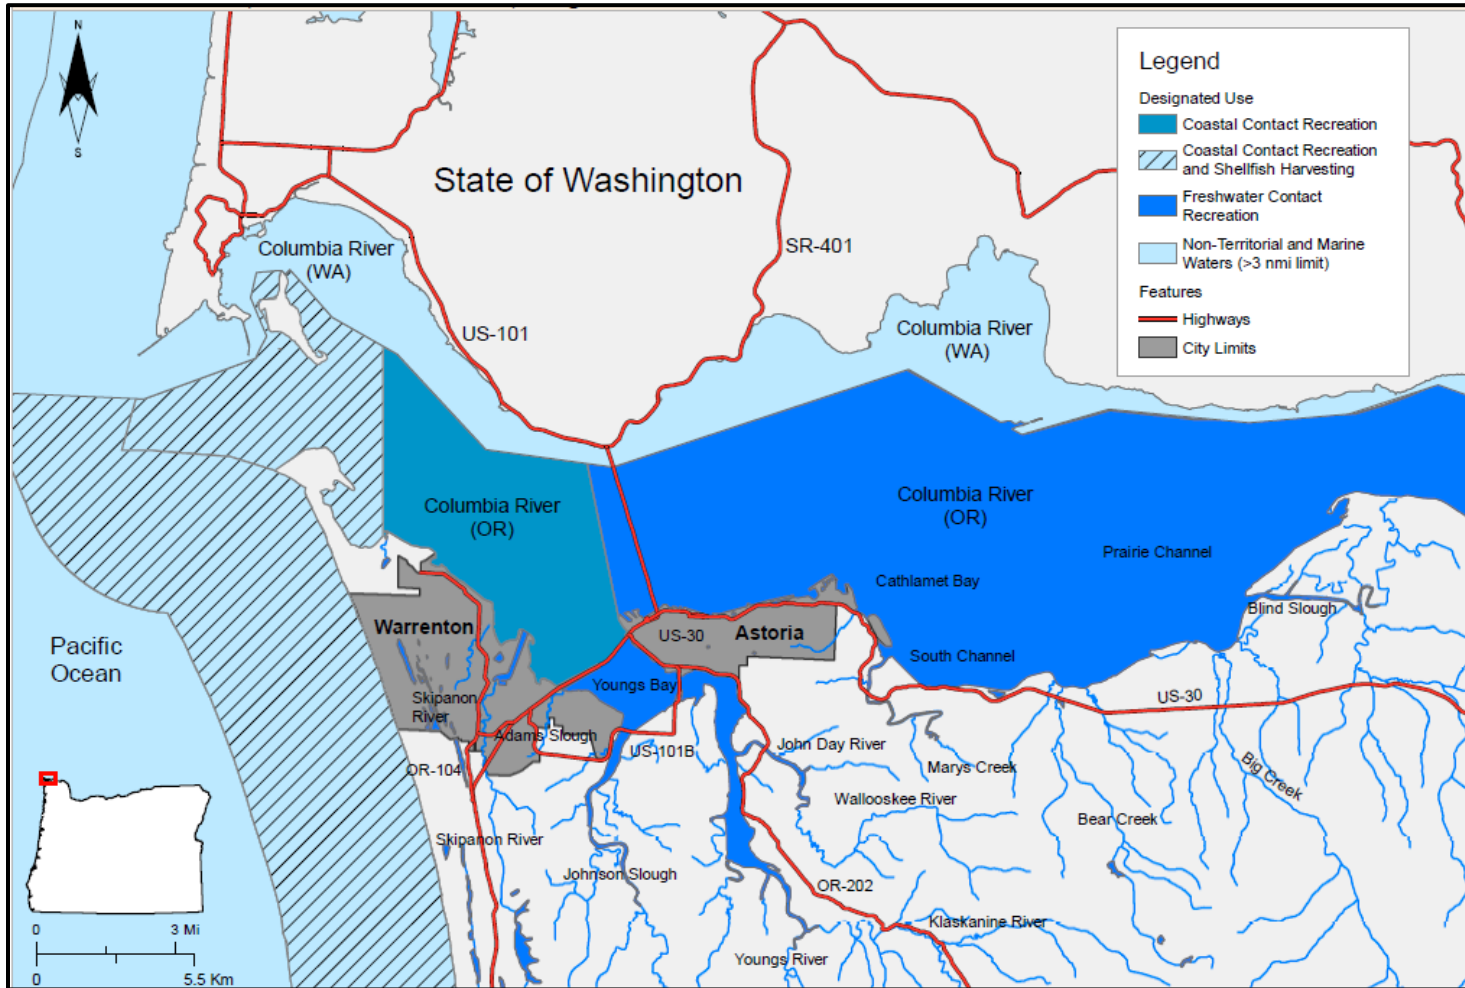 N
S
Legend
Designated Use
Coastal Contact Recreation
Coastal Contact Recreation
and Shellfish Harvesting
Freshwater Contact
Recreation
Non-Territorial and Marine
Waters (>3 nmi limit)
Features
Highways
City Limits
State of Washington
Columbia River
(WA)
SR-401
US-101
Columbia River
(WA)
Columbia River
(OR)
Columbia River
(OR)
Prairie Channel
Cathlamet Bay
Blind Slough
Warrenton
US-30
Astoria
Pacific
Ocean
South Channel
Youngs Bay
US-30
Skipanon
River
Adams Slough
US-101B
John Day River
OR-104
Marys Creek
Big Creek
Wallooskee River
Bear Creek
Skipanon River
Johnson Slough
OR-202
Klaskanine River
Youngs River
0
3 Mi
0
5.5 Km